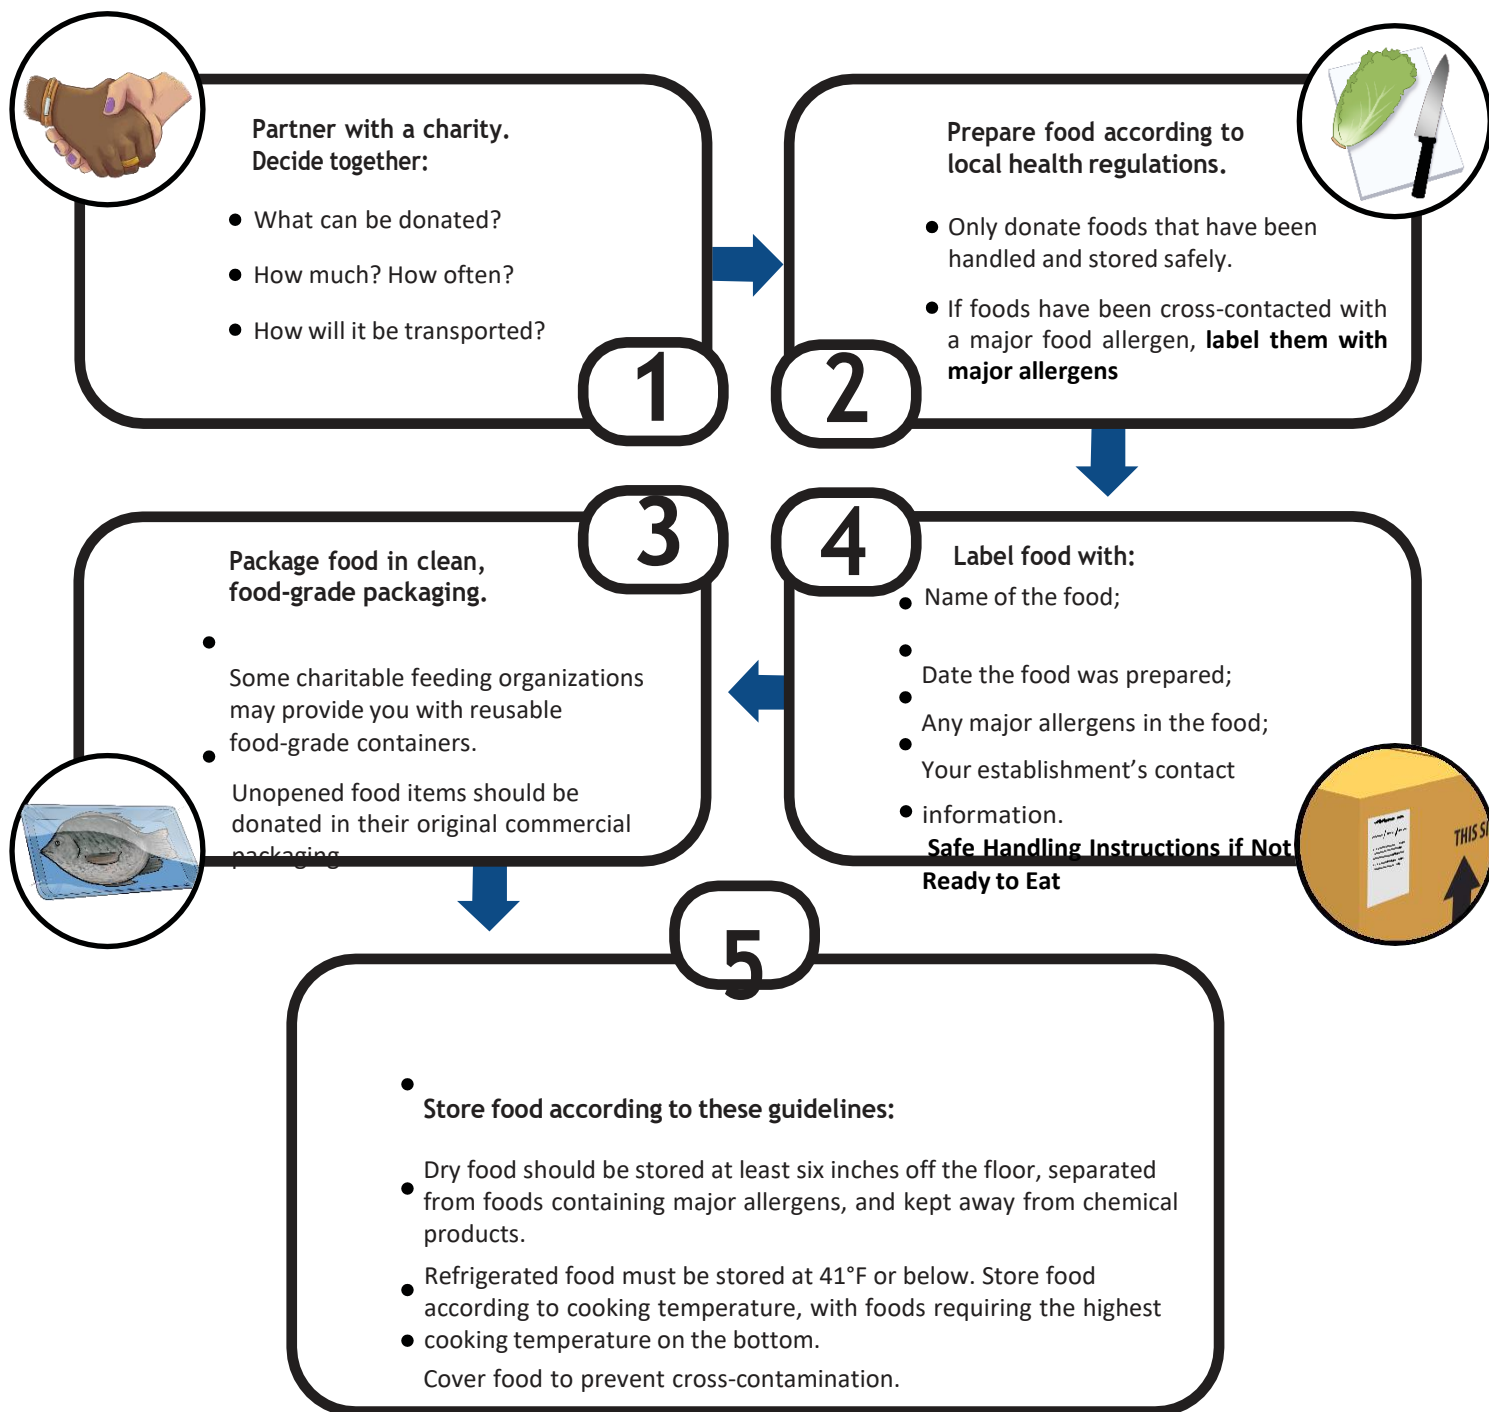 Partner with a charity.
Decide together:
● What can be donated?
● How much? How often?
● How will it be transported?
1
Prepare food according to
local health regulations.
● Only donate foods that have been
handled and stored safely.
● If foods have been cross-contacted with
a major food allergen, label them with
major allergens
2
3
Package food in clean,
food-grade packaging.
●
Some charitable feeding organizations
may provide you with reusable
food-grade containers.
●
Unopened food items should be
donated in their original commercial
packaging
4
Label food with:
● Name of the food;
●
Date the food was prepared;
●
Any major allergens in the food;
●
Your establishment’s contact
● information.
Safe Handling Instructions if Not
Ready to Eat
THIS SI
5
●
Store food according to these guidelines:
Dry food should be stored at least six inches off the floor, separated
● from foods containing major allergens, and kept away from chemical
products.
Refrigerated food must be stored at 41°F or below. Store food
● according to cooking temperature, with foods requiring the highest
● cooking temperature on the bottom.
Cover food to prevent cross-contamination.